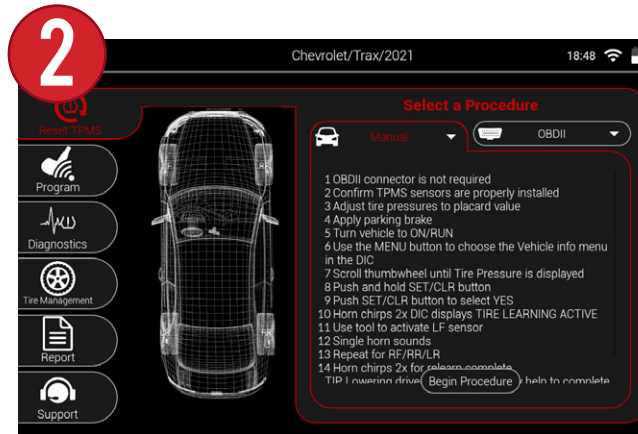 2
Chevrolet/Trax/2021
18:48
Reset TPMS
Program
Diagnostics
Tire Management
Report
Support
Select a Procedure
Manual
OBDII
1 OBDII connector is not required
2 Confirm TPMS sensors are properly installed
3 Adjust tire pressures to placard value
4 Apply parking brake
5 Turn vehicle to ON/RUN
6 Use the MENU button to choose the Vehicle info menu
in the DIC
7 Scroll thumbwheel until Tire Pressure is displayed
8 Push and hold SET/CLR button
9 Push SET/CLR button to select YES
10 Horn chirps 2x DIC displays TIRE LEARNING ACTIVE
11 Use tool to activate LF sensor
12 Single horn sounds
13 Repeat for RF/RR/LR
14 Horn chirps 2x for relearn complete
TIP Lowering help to complete
Begin Procedure